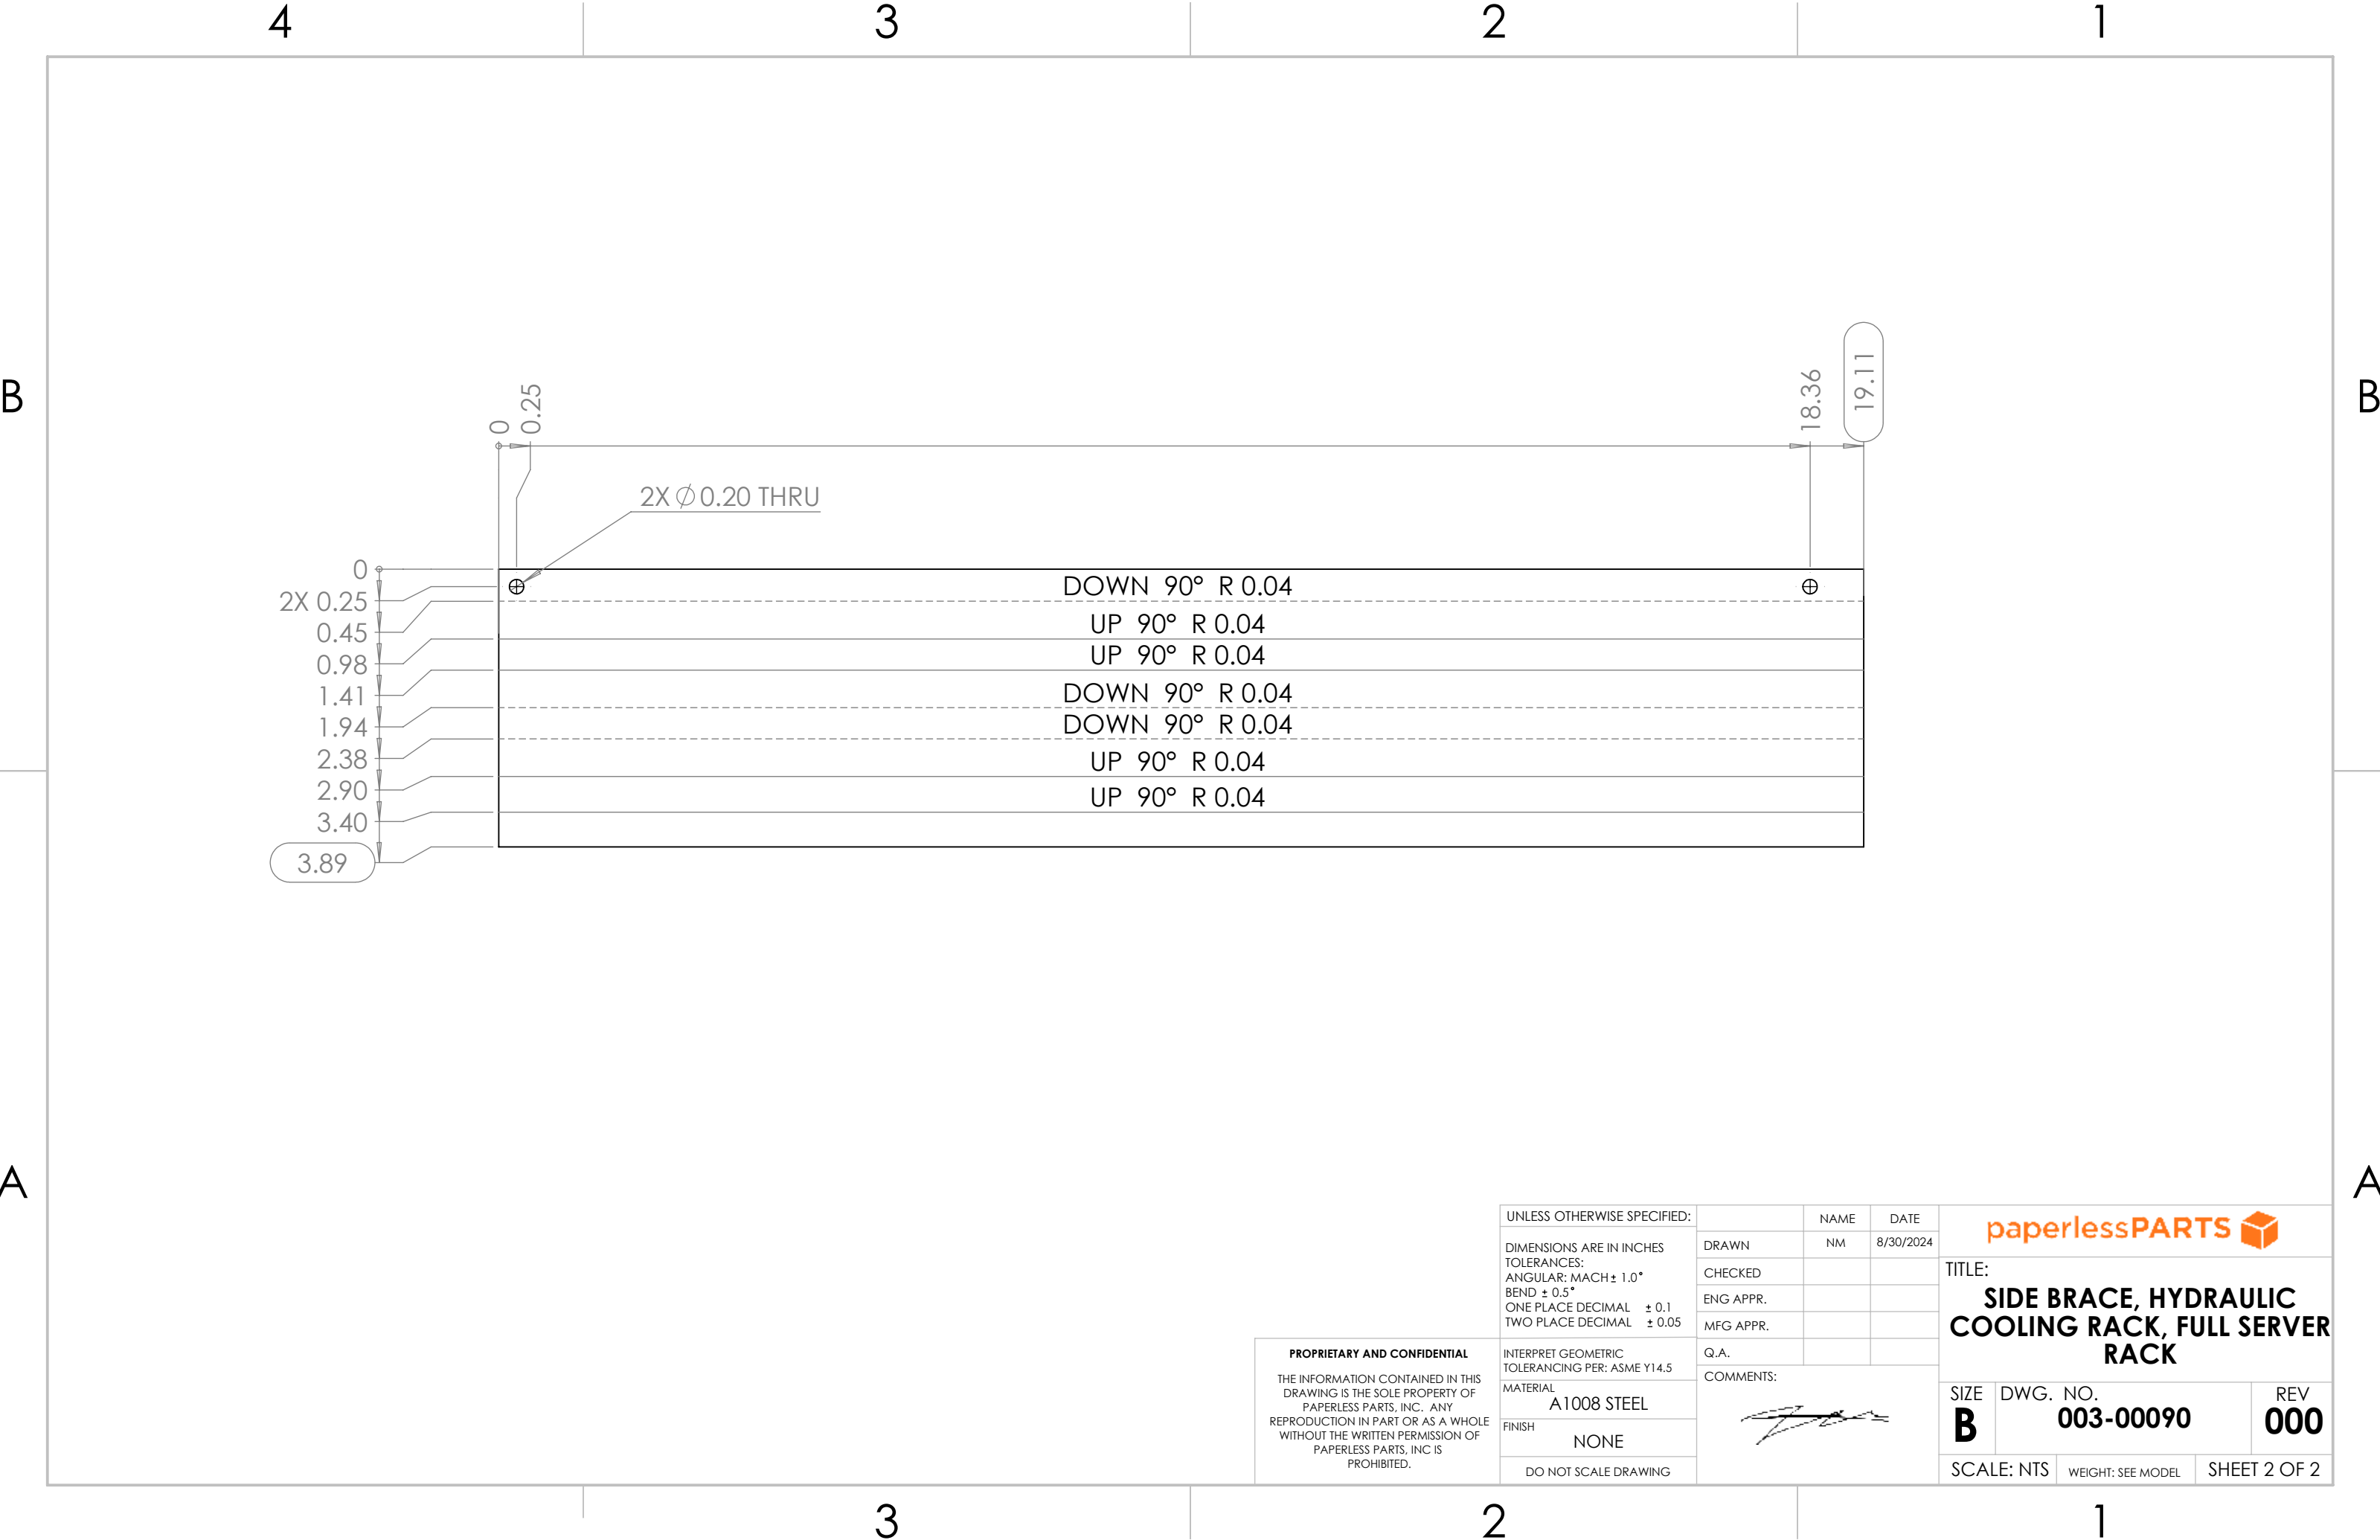 4 3 2 1
B B
0
0.25
18.36
19.11
2X ∅ 0.20 THRU
0
2X 0.25
0.45
0.98
1.41
1.94
2.38
2.90
3.40
3.89
DOWN 90° R 0.04
UP 90° R 0.04
UP 90° R 0.04
DOWN 90° R 0.04
DOWN 90° R 0.04
UP 90° R 0.04
UP 90° R 0.04
A A
PROPRIETARY AND CONFIDENTIAL
THE INFORMATION CONTAINED IN THIS
DRAWING IS THE SOLE PROPERTY OF
PAPERLESS PARTS, INC. ANY
REPRODUCTION IN PART OR AS A WHOLE
WITHOUT THE WRITTEN PERMISSION OF
PAPERLESS PARTS, INC IS
PROHIBITED.
UNLESS OTHERWISE SPECIFIED:
DIMENSIONS ARE IN INCHES
TOLERANCES:
ANGULAR: MACH ± 1.0°
BEND ± 0.5°
ONE PLACE DECIMAL ± 0.1
TWO PLACE DECIMAL ± 0.05
INTERPRET GEOMETRIC
TOLERANCING PER: ASME Y14.5
MATERIAL
A1008 STEEL
FINISH
NONE
DO NOT SCALE DRAWING
NAME DATE
DRAWN NM 8/30/2024
CHECKED
ENG APPR.
MFG APPR.
Q.A.
COMMENTS:
paperlessPARTS
TITLE:
SIDE BRACE, HYDRAULIC
COOLING RACK, FULL SERVER
RACK
SIZE DWG. NO. REV
B 003-00090 000
SCALE: NTS WEIGHT: SEE MODEL SHEET 2 OF 2
3 2 1